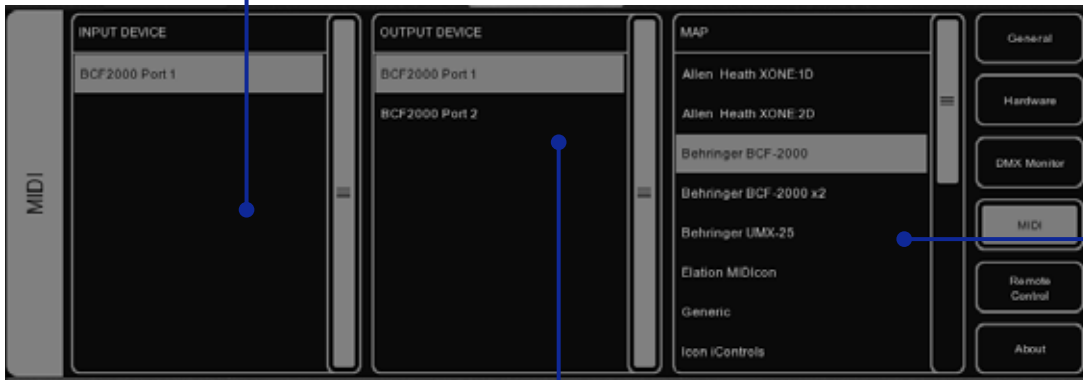 MIDI
INPUT DEVICE
BCF2000 Port 1
OUTPUT DEVICE
BCF2000 Port 1
BCF2000 Port 2
MAP
Allen Heath XONE:1D
Allen Heath XONE:2D
Behringer BCF-2000
Behringer BCF-2000 x2
Behringer UMX-25
Elation MIDIcon
Generic
Icon iControls
General
Hardware
DMX Monitor
MIDI
Remote
Control
About